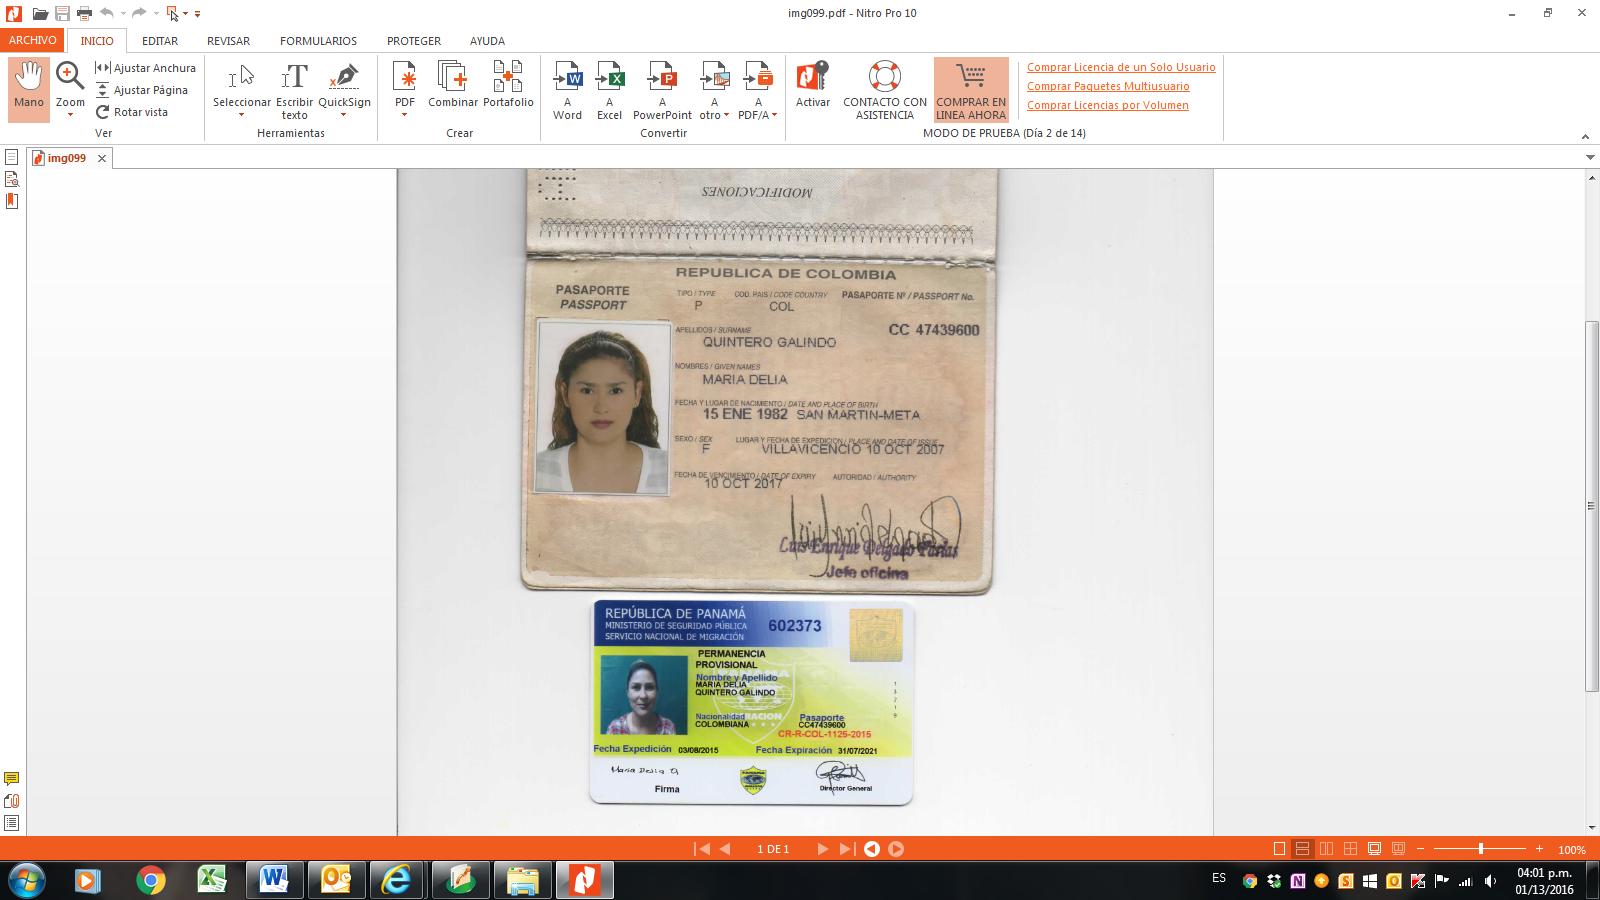 img099.pdf - Nitro Pro 10
ARCHIVO INICIO EDITAR REVISAR FORMULARIOS PROTEGER AYUDA
Mano Zoom Ajustar Anchura
Ajustar Página
Rotar vista
Ver
Seleccionar Escribir texto QuickSign
Herramientas
PDF Combinar Portafolio
Crear
A Word A Excel A PowerPoint A otro A PDF/A
Convertir
Activar CONTACTO CON ASISTENCIA COMPRAR EN LINEA AHORA
Comprar Licencia de un Solo Usuario
Comprar Paquetes Multiusuario
Comprar Licencias por Volumen
MODO DE PRUEBA (Día 2 de 14)
img099
MODIFICACIONES
REPUBLICA DE COLOMBIA
PASAPORTE
PASSPORT
TIPO / TYPE COD. PAIS / CODE COUNTRY PASAPORTE Nº / PASSPORT No.
P COL
CC 47439600
APELLIDOS / SURNAME
QUINTERO GALINDO
NOMBRES / GIVEN NAMES
MARIA DELIA
FECHA Y LUGAR DE NACIMIENTO / DATE AND PLACE OF BIRTH
15 ENE 1982 SAN MARTIN-META
SEXO / SEX LUGAR Y FECHA DE EXPEDICION / PLACE AND DATE OF ISSUE
F VILLAVICENCIO 10 OCT 2007
FECHA DE VENCIMIENTO / DATE OF EXPIRY AUTORIDAD / AUTHORITY
10 OCT 2017
Luis Enrique Delgado Farias
Jefe oficina
REPÚBLICA DE PANAMÁ
MINISTERIO DE SEGURIDAD PÚBLICA
SERVICIO NACIONAL DE MIGRACIÓN
602373
PERMANENCIA
PROVISIONAL
Nombre y Apellido
MARIA DELIA
QUINTERO GALINDO
Nacionalidad Pasaporte
COLOMBIANA CC47439600
CR-R-COL-1125-2015
Fecha Expedición 03/08/2015 Fecha Expiración 31/07/2021
13219
Maria Delia Q
Firma Director General
1 DE 1
100%
ES
04:01 p.m.
01/13/2016